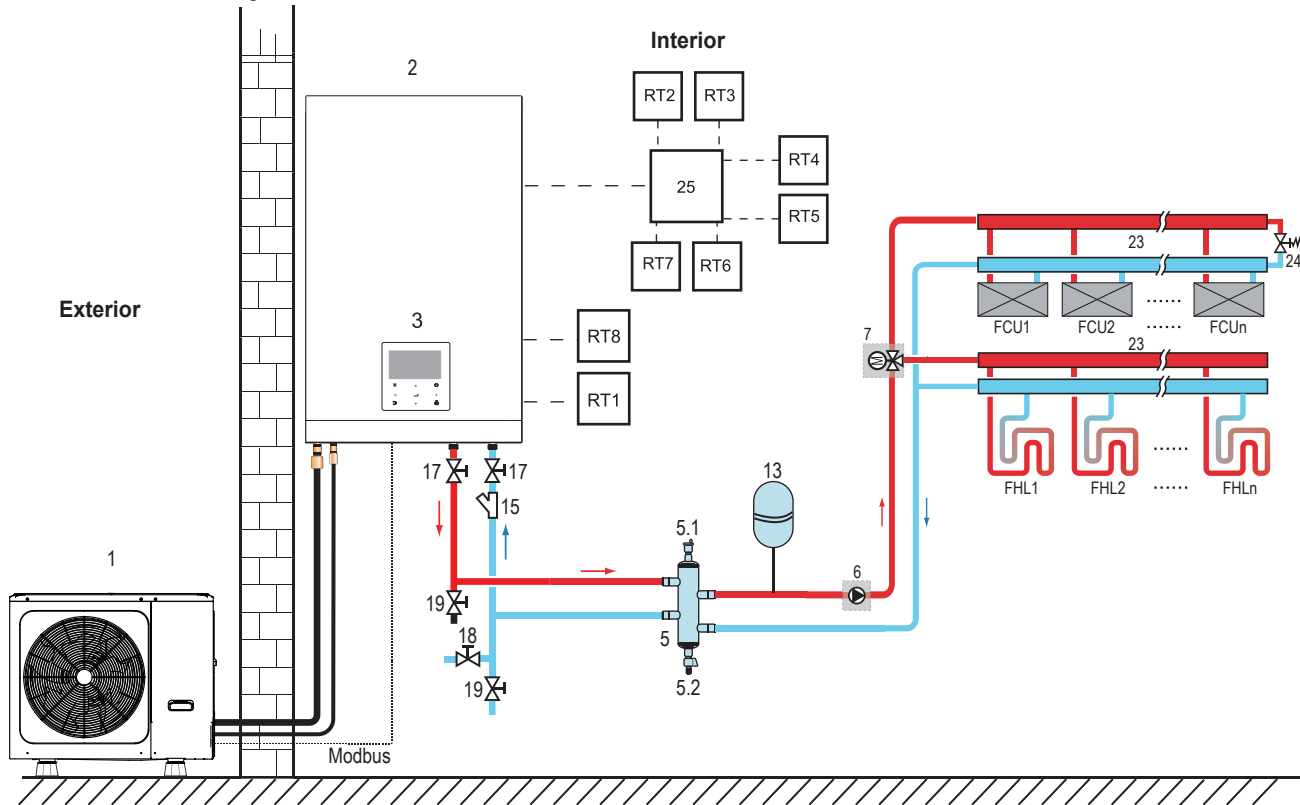 Interior
2
RT2
RT3
RT4
25
RT5
RT7
RT6
23
24
FCU1
FCU2
......
......
FCUn
Exterior
3
RT8
7
23
RT1
17
17
13
FHL1
FHL2
......
......
FHLn
15
5.1
1
6
19
18
5
19
5.2
Modbus